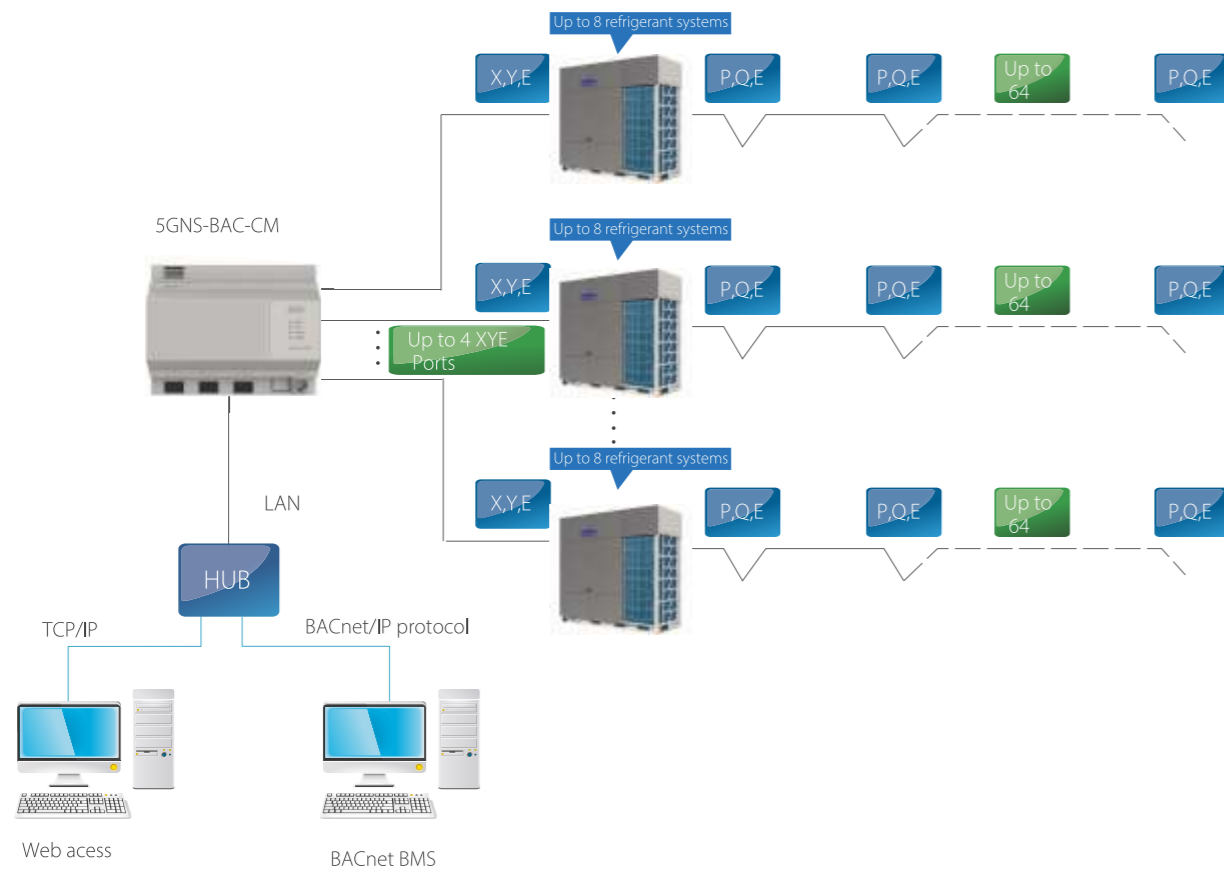 Up to 8 refrigerant systems
X,Y,E
P,Q,E
P,Q,E
Up to
64
P,Q,E
5GNS-BAC-CM
Up to 8 refrigerant systems
X,Y,E
P,Q,E
P,Q,E
Up to
64
P,Q,E
Up to 4 XYE
Ports
Up to 8 refrigerant systems
X,Y,E
P,Q,E
P,Q,E
Up to
64
P,Q,E
LAN
HUB
TCP/IP
BACnet/IP protocol
Web acess
BACnet BMS